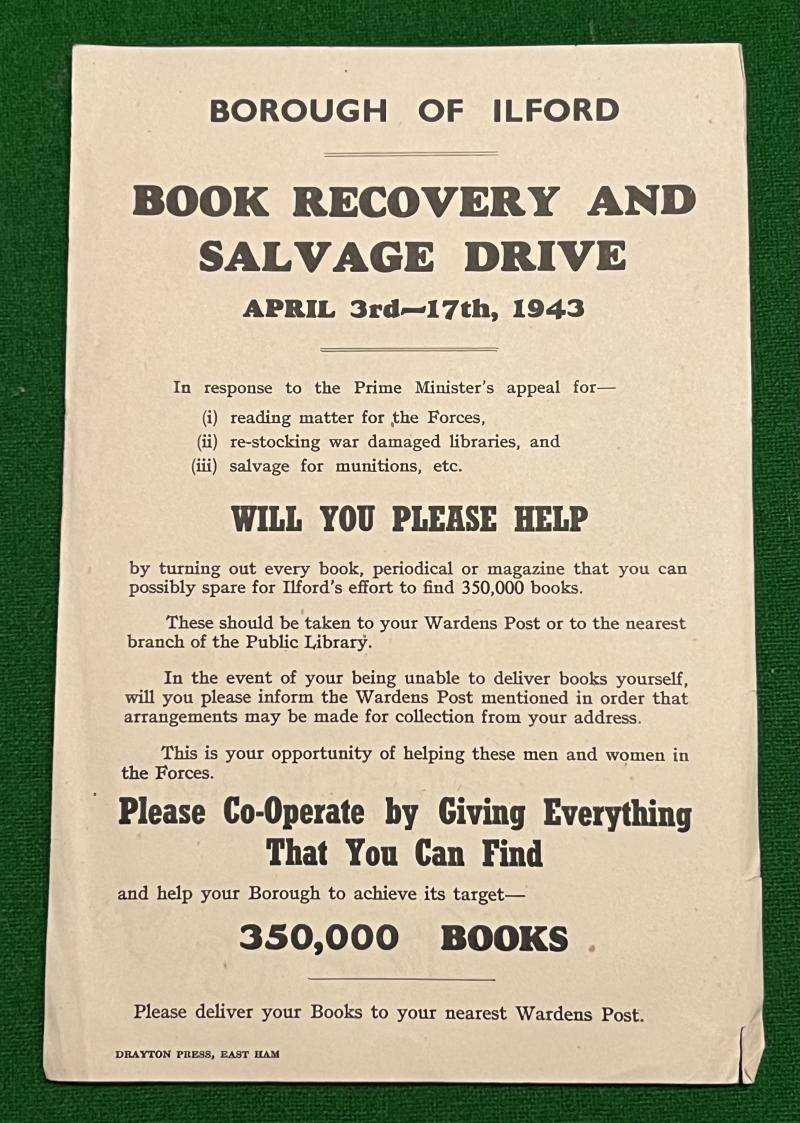 BOROUGH OF ILFORD
BOOK RECOVERY AND
SALVAGE DRIVE
APRIL 3rd—17th, 1943
In response to the Prime Minister's appeal for—
(i) reading matter for the Forces,
(ii) re-stocking war damaged libraries, and
(iii) salvage for munitions, etc.
WILL YOU PLEASE HELP
by turning out every book, periodical or magazine that you can
possibly spare for Ilford's effort to find 350,000 books.
These should be taken to your Wardens Post or to the nearest
branch of the Public Library.
In the event of your being unable to deliver books yourself,
will you please inform the Wardens Post mentioned in order that
arrangements may be made for collection from your address.
This is your opportunity of helping these men and women in
the Forces.
Please Co-Operate by Giving Everything
That You Can Find
and help your Borough to achieve its target—
350,000 BOOKS
Please deliver your Books to your nearest Wardens Post.
DRAYTON PRESS, EAST HAM